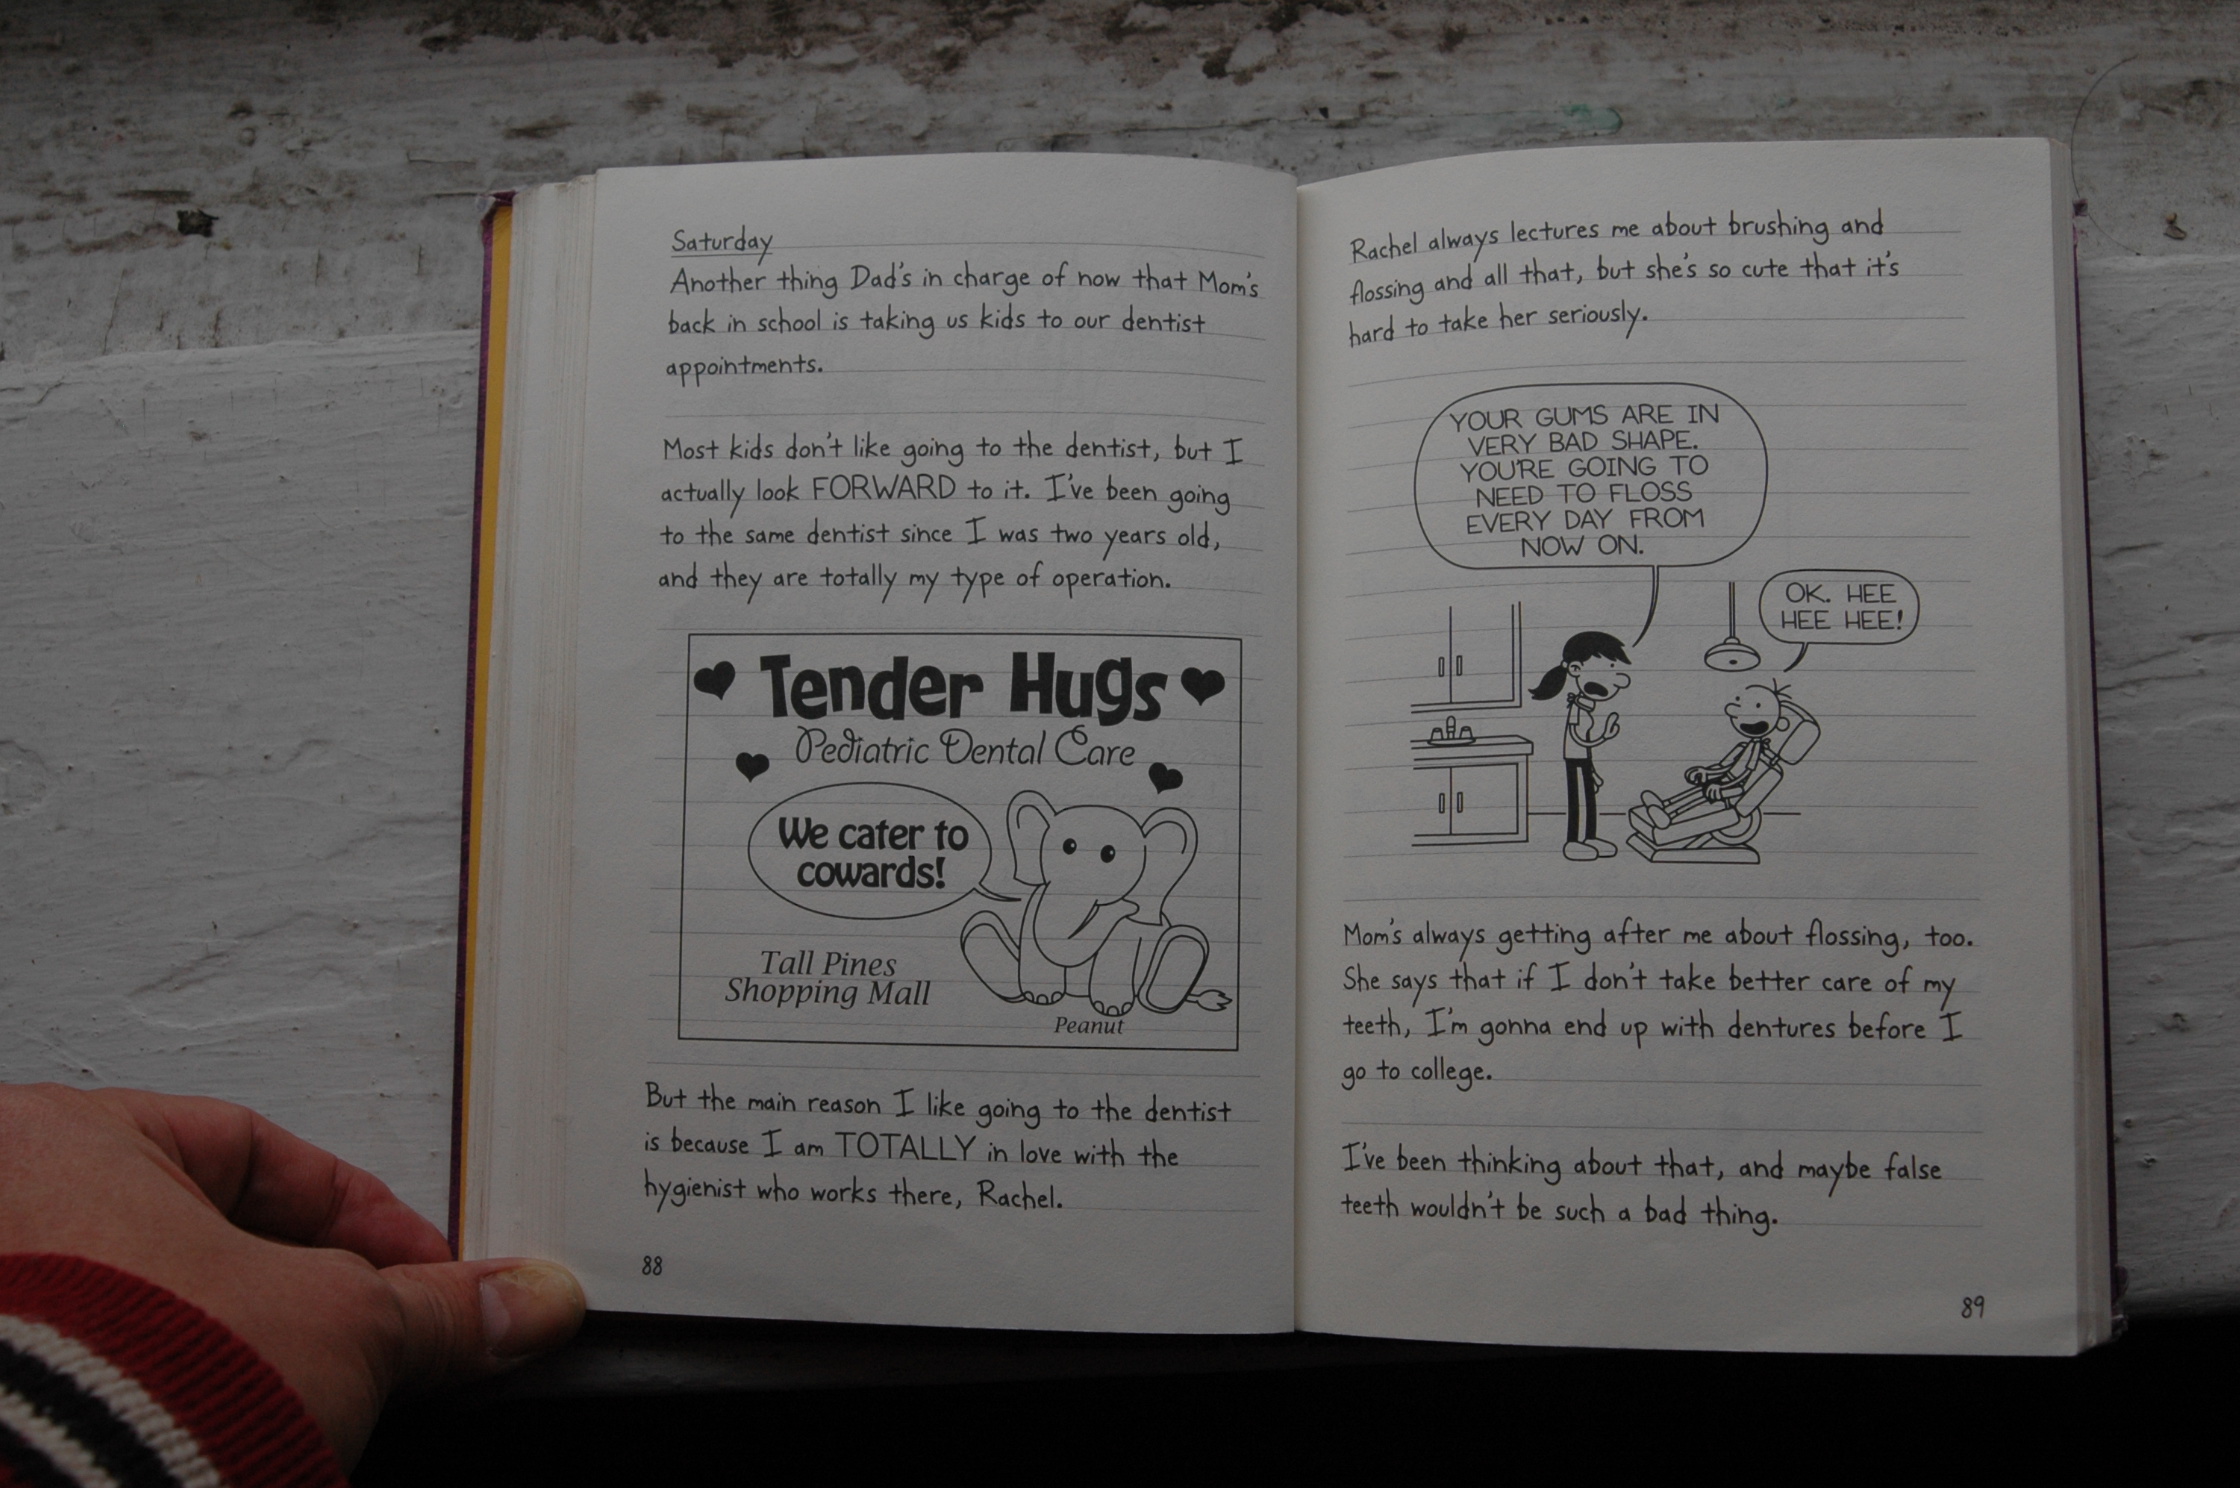 Saturday
Another thing Dad's in charge of now that Mom's
back in school is taking us kids to our dentist
appointments.
Most kids don't like going to the dentist, but I
actually look FORWARD to it. I've been going
to the same dentist since I was two years old,
and they are totally my type of operation.
Tender Hugs
Pediatric Dental Care
We cater to
cowards!
Tall Pines
Shopping Mall
Peanut
But the main reason I like going to the dentist
is because I am TOTALLY in love with the
hygienist who works there, Rachel.
88
Rachel always lectures me about brushing and
flossing and all that, but she's so cute that it's
hard to take her seriously.
YOUR GUMS ARE IN
VERY BAD SHAPE.
YOU'RE GOING TO
NEED TO FLOSS
EVERY DAY FROM
NOW ON.
OK. HEE
HEE HEE!
Mom's always getting after me about flossing, too.
She says that if I don't take better care of my
teeth, I'm gonna end up with dentures before I
go to college.
I've been thinking about that, and maybe false
teeth wouldn't be such a bad thing.
89